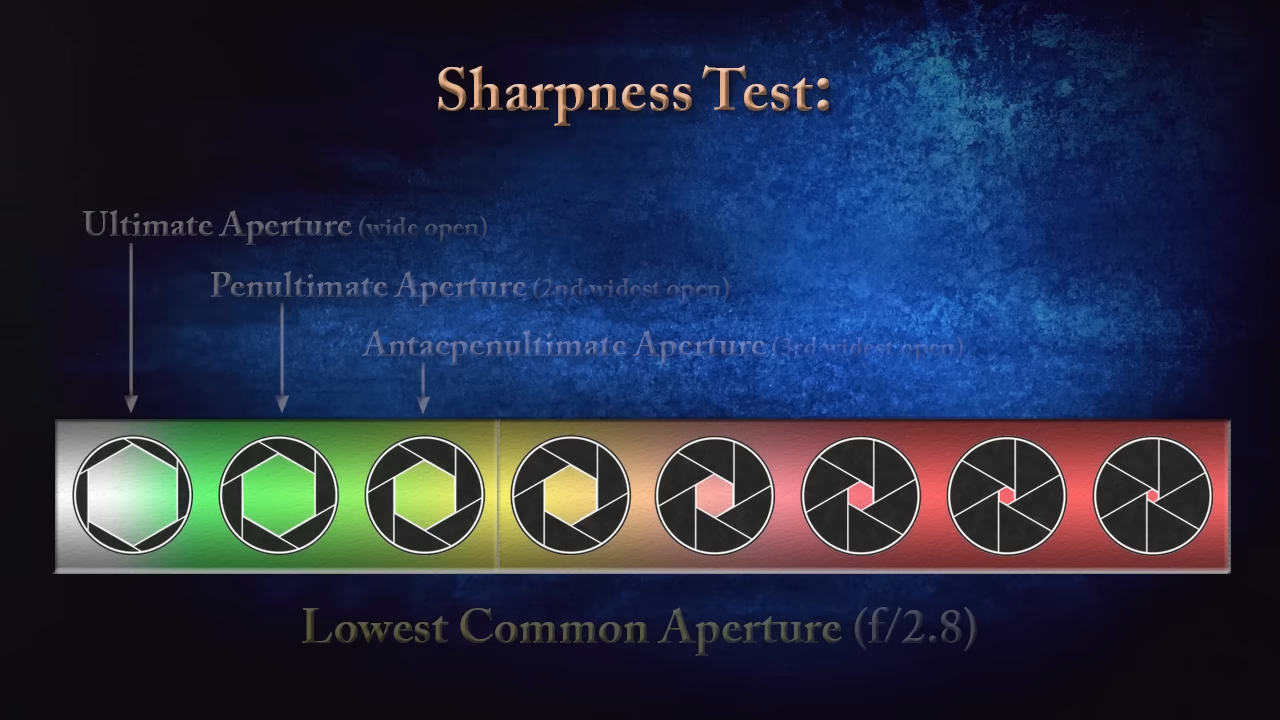 Sharpness Test:
Ultimate Aperture (wide open)
Penultimate Aperture (2nd widest open)
Antaepenultimate Aperture (3rd widest open)
Lowest Common Aperture (f/2.8)